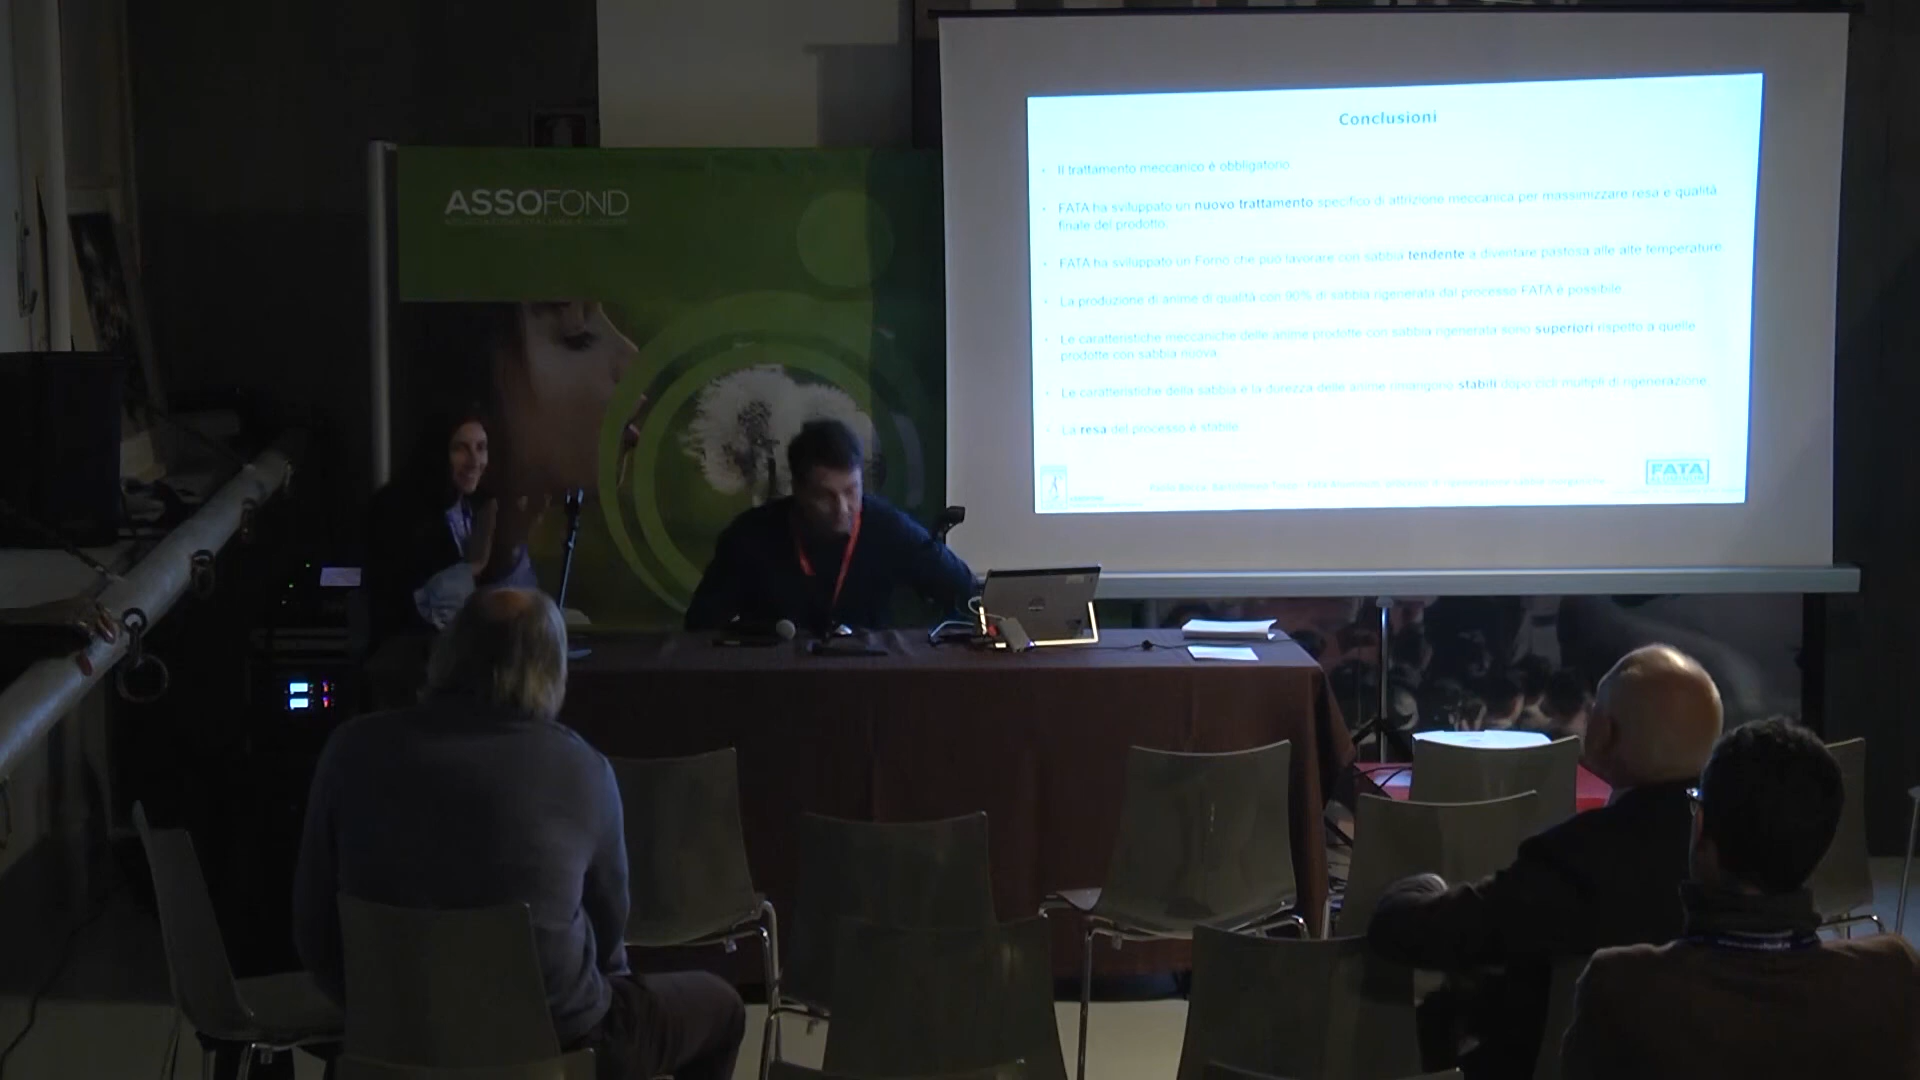 ASSOFOND
Conclusioni
Il trattamento meccanico è obbligatorio
FATA ha sviluppato un nuovo trattamento specifico di attrizione meccanica per massimizzare resa e qualità
finale del prodotto.
FATA ha sviluppato un Forno che può lavorare con sabbia tendente a diventare pastosa alle alte temperature
La produzione di anime di qualità con 90% di sabbia rigenerata dal processo FATA è possibile
Le caratteristiche meccaniche delle anime prodotte con sabbia rigenerata sono superiori rispetto a quelle
prodotte con sabbia nuova
Le caratteristiche della sabbia e la durezza delle anime rimangono stabili dopo cicli multipli di rigenerazione
La resa del processo è stabile
FATA
ALUMINUM